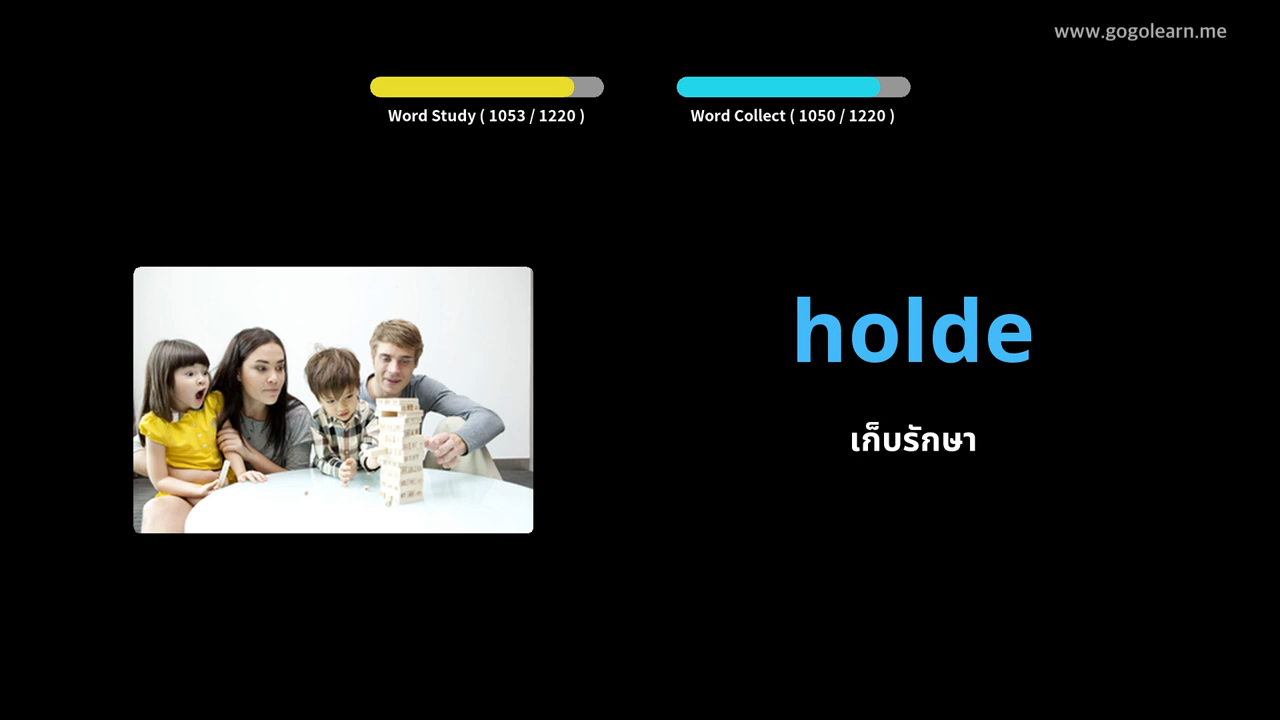 www.gogolearn.me
Word Study ( 1053 / 1220 )
Word Collect ( 1050 / 1220 )
holde
เก็บรักษา